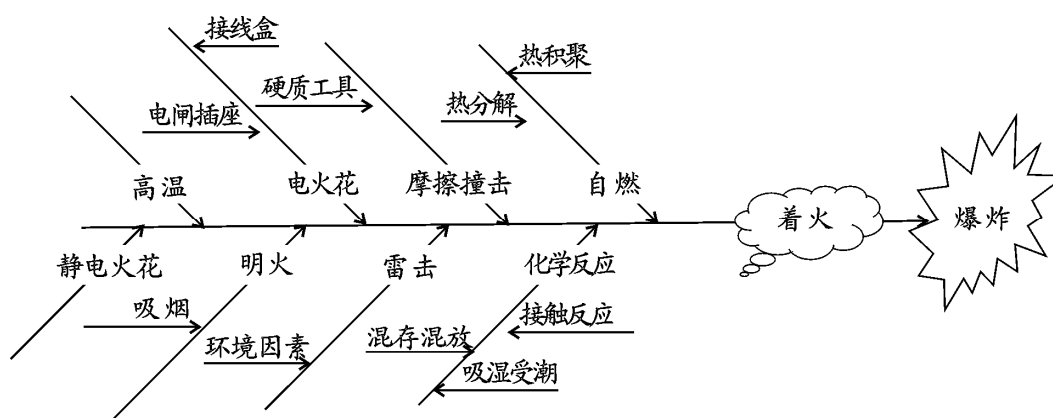 接线盒
热积聚
硬质工具
热分解
电闸插座
高温
电火花
摩擦撞击
自燃
着火
爆炸
静电火花
明火
雷击
化学反应
吸烟
接触反应
环境因素
混存混放
吸湿受潮